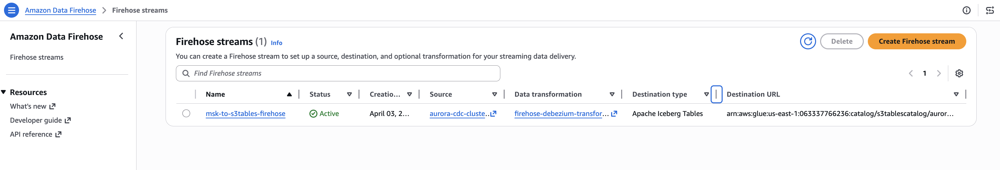 Amazon Data Firehose > Firehose streams
Amazon Data Firehose
Firehose streams
Resources
What's new
Developer guide
API reference
Firehose streams (1) Info
Delete
Create Firehose stream
You can create a Firehose stream to set up a source, destination, and optional transformation for your streaming data delivery.
Find Firehose streams
1
Name Status Creatio... Source Data transformation Destination type Destination URL
msk-to-s3tables-firehose Active April 03, 2... aurora-cdc-cluste... firehose-debezium-transfor... Apache Iceberg Tables arn:aws:glue:us-east-1:063337766236:catalog/s3tablescatalog/auror...